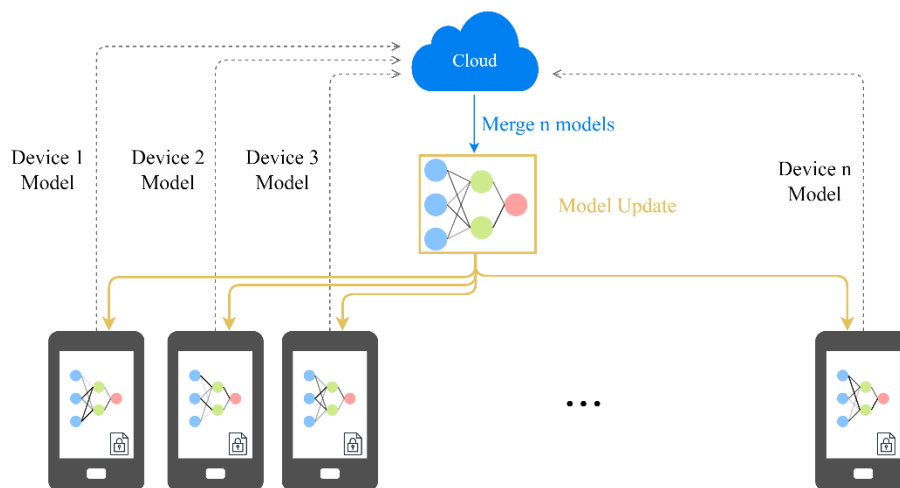 Cloud
Merge n models
Device 1
Model
Device 2
Model
Device 3
Model
Device n
Model
Model Update
...